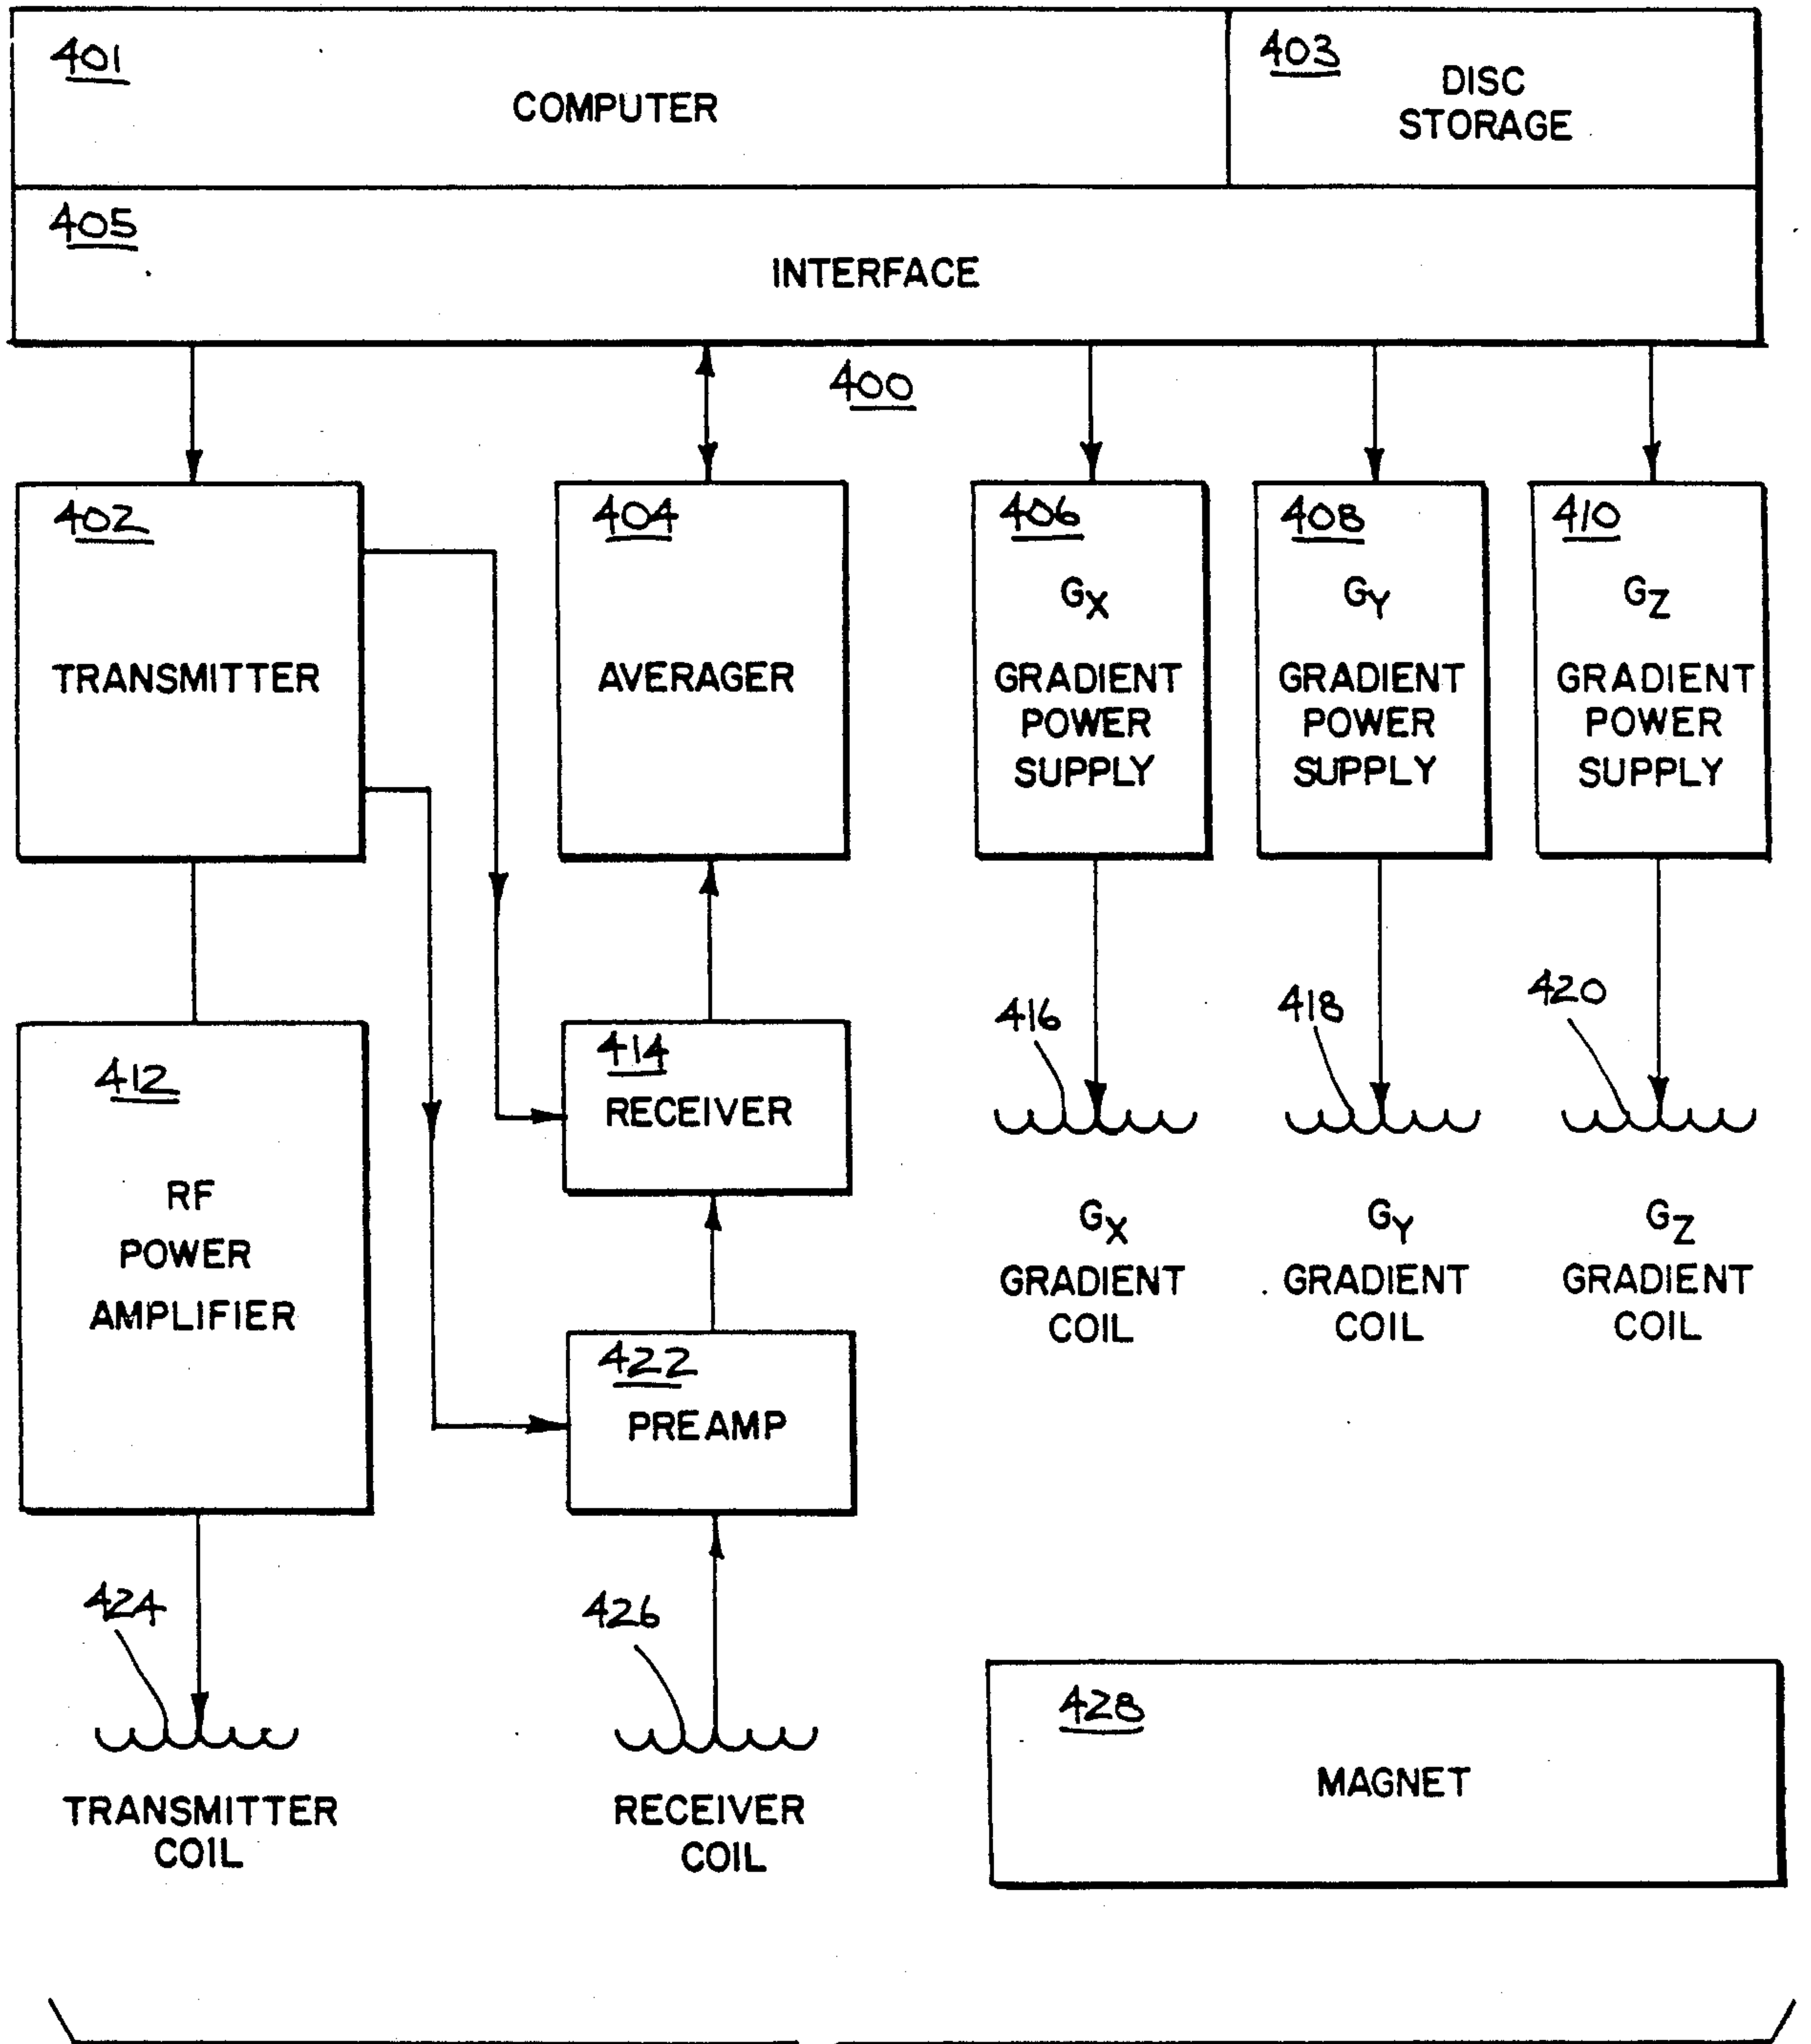 401
COMPUTER
403
DISC
STORAGE
405
INTERFACE
400
402
TRANSMITTER
404
AVERAGER
406
GX
GRADIENT
POWER
SUPPLY
408
GY
GRADIENT
POWER
SUPPLY
410
GZ
GRADIENT
POWER
SUPPLY
412
RF
POWER
AMPLIFIER
414
RECEIVER
416
GX
GRADIENT
COIL
418
GY
GRADIENT
COIL
420
GZ
GRADIENT
COIL
422
PREAMP
424
TRANSMITTER
COIL
426
RECEIVER
COIL
428
MAGNET